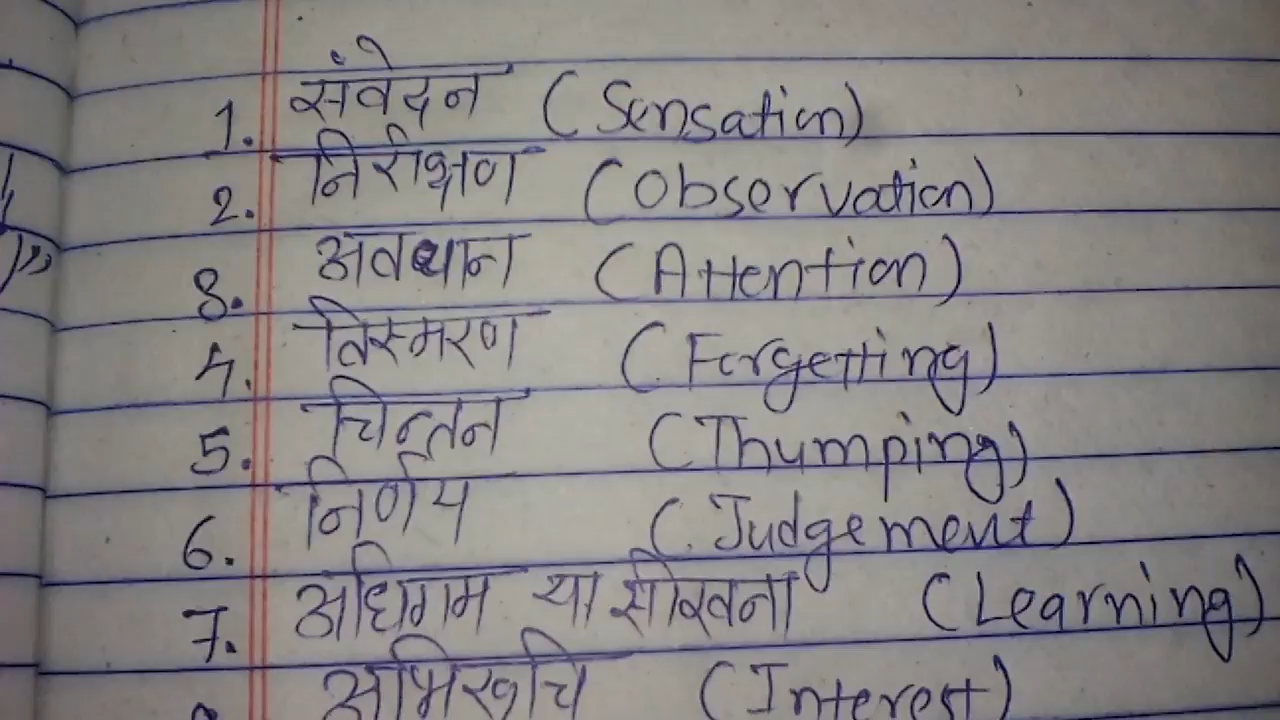 1. संवेदन (Sensation)
2. निरीक्षण (Observation)
3. अवधान (Attention)
4. विस्मरण (Forgetting)
5. चिन्तन (Thumping)
6. निर्णय (Judgement)
7. अधिगम या सीखना (Learning)
अभिरुचि (Interest)